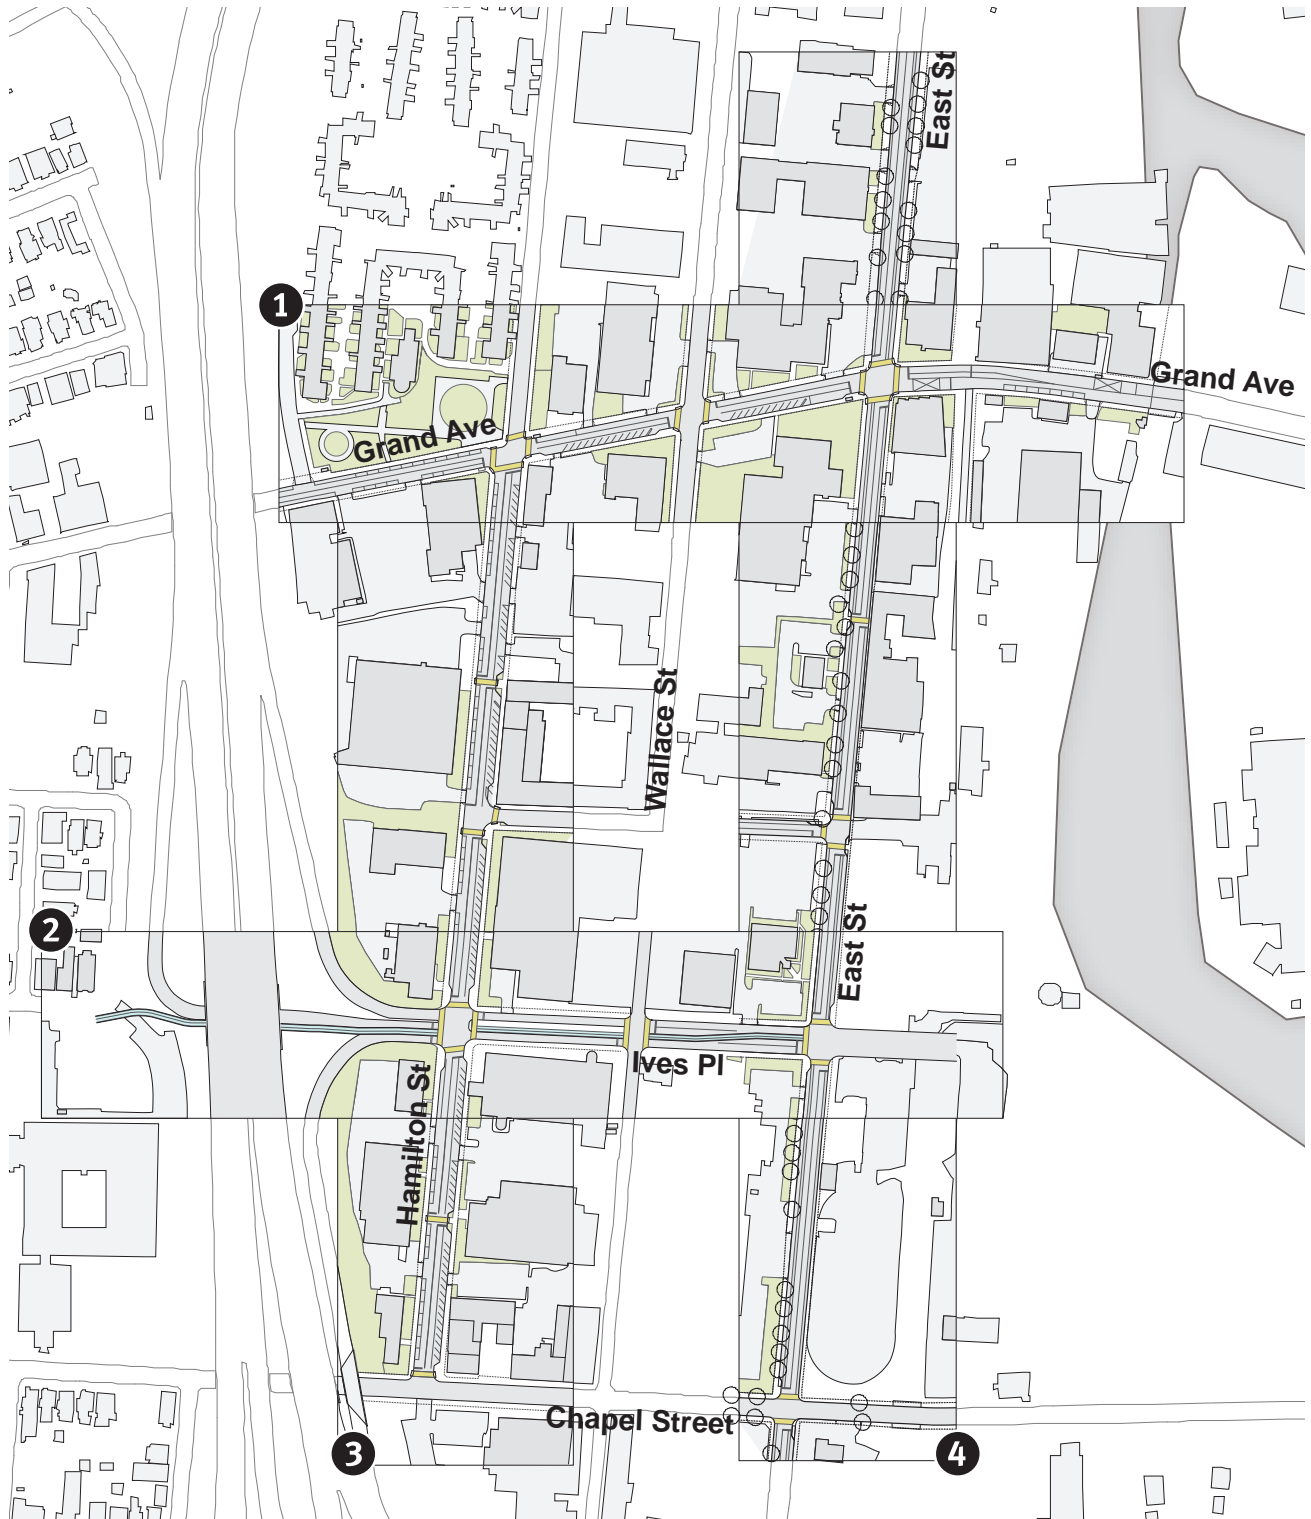 East St
1
Grand Ave
Grand Ave
Wallace St
2
East St
Ives Pl
Hamilton St
Chapel Street
3
4